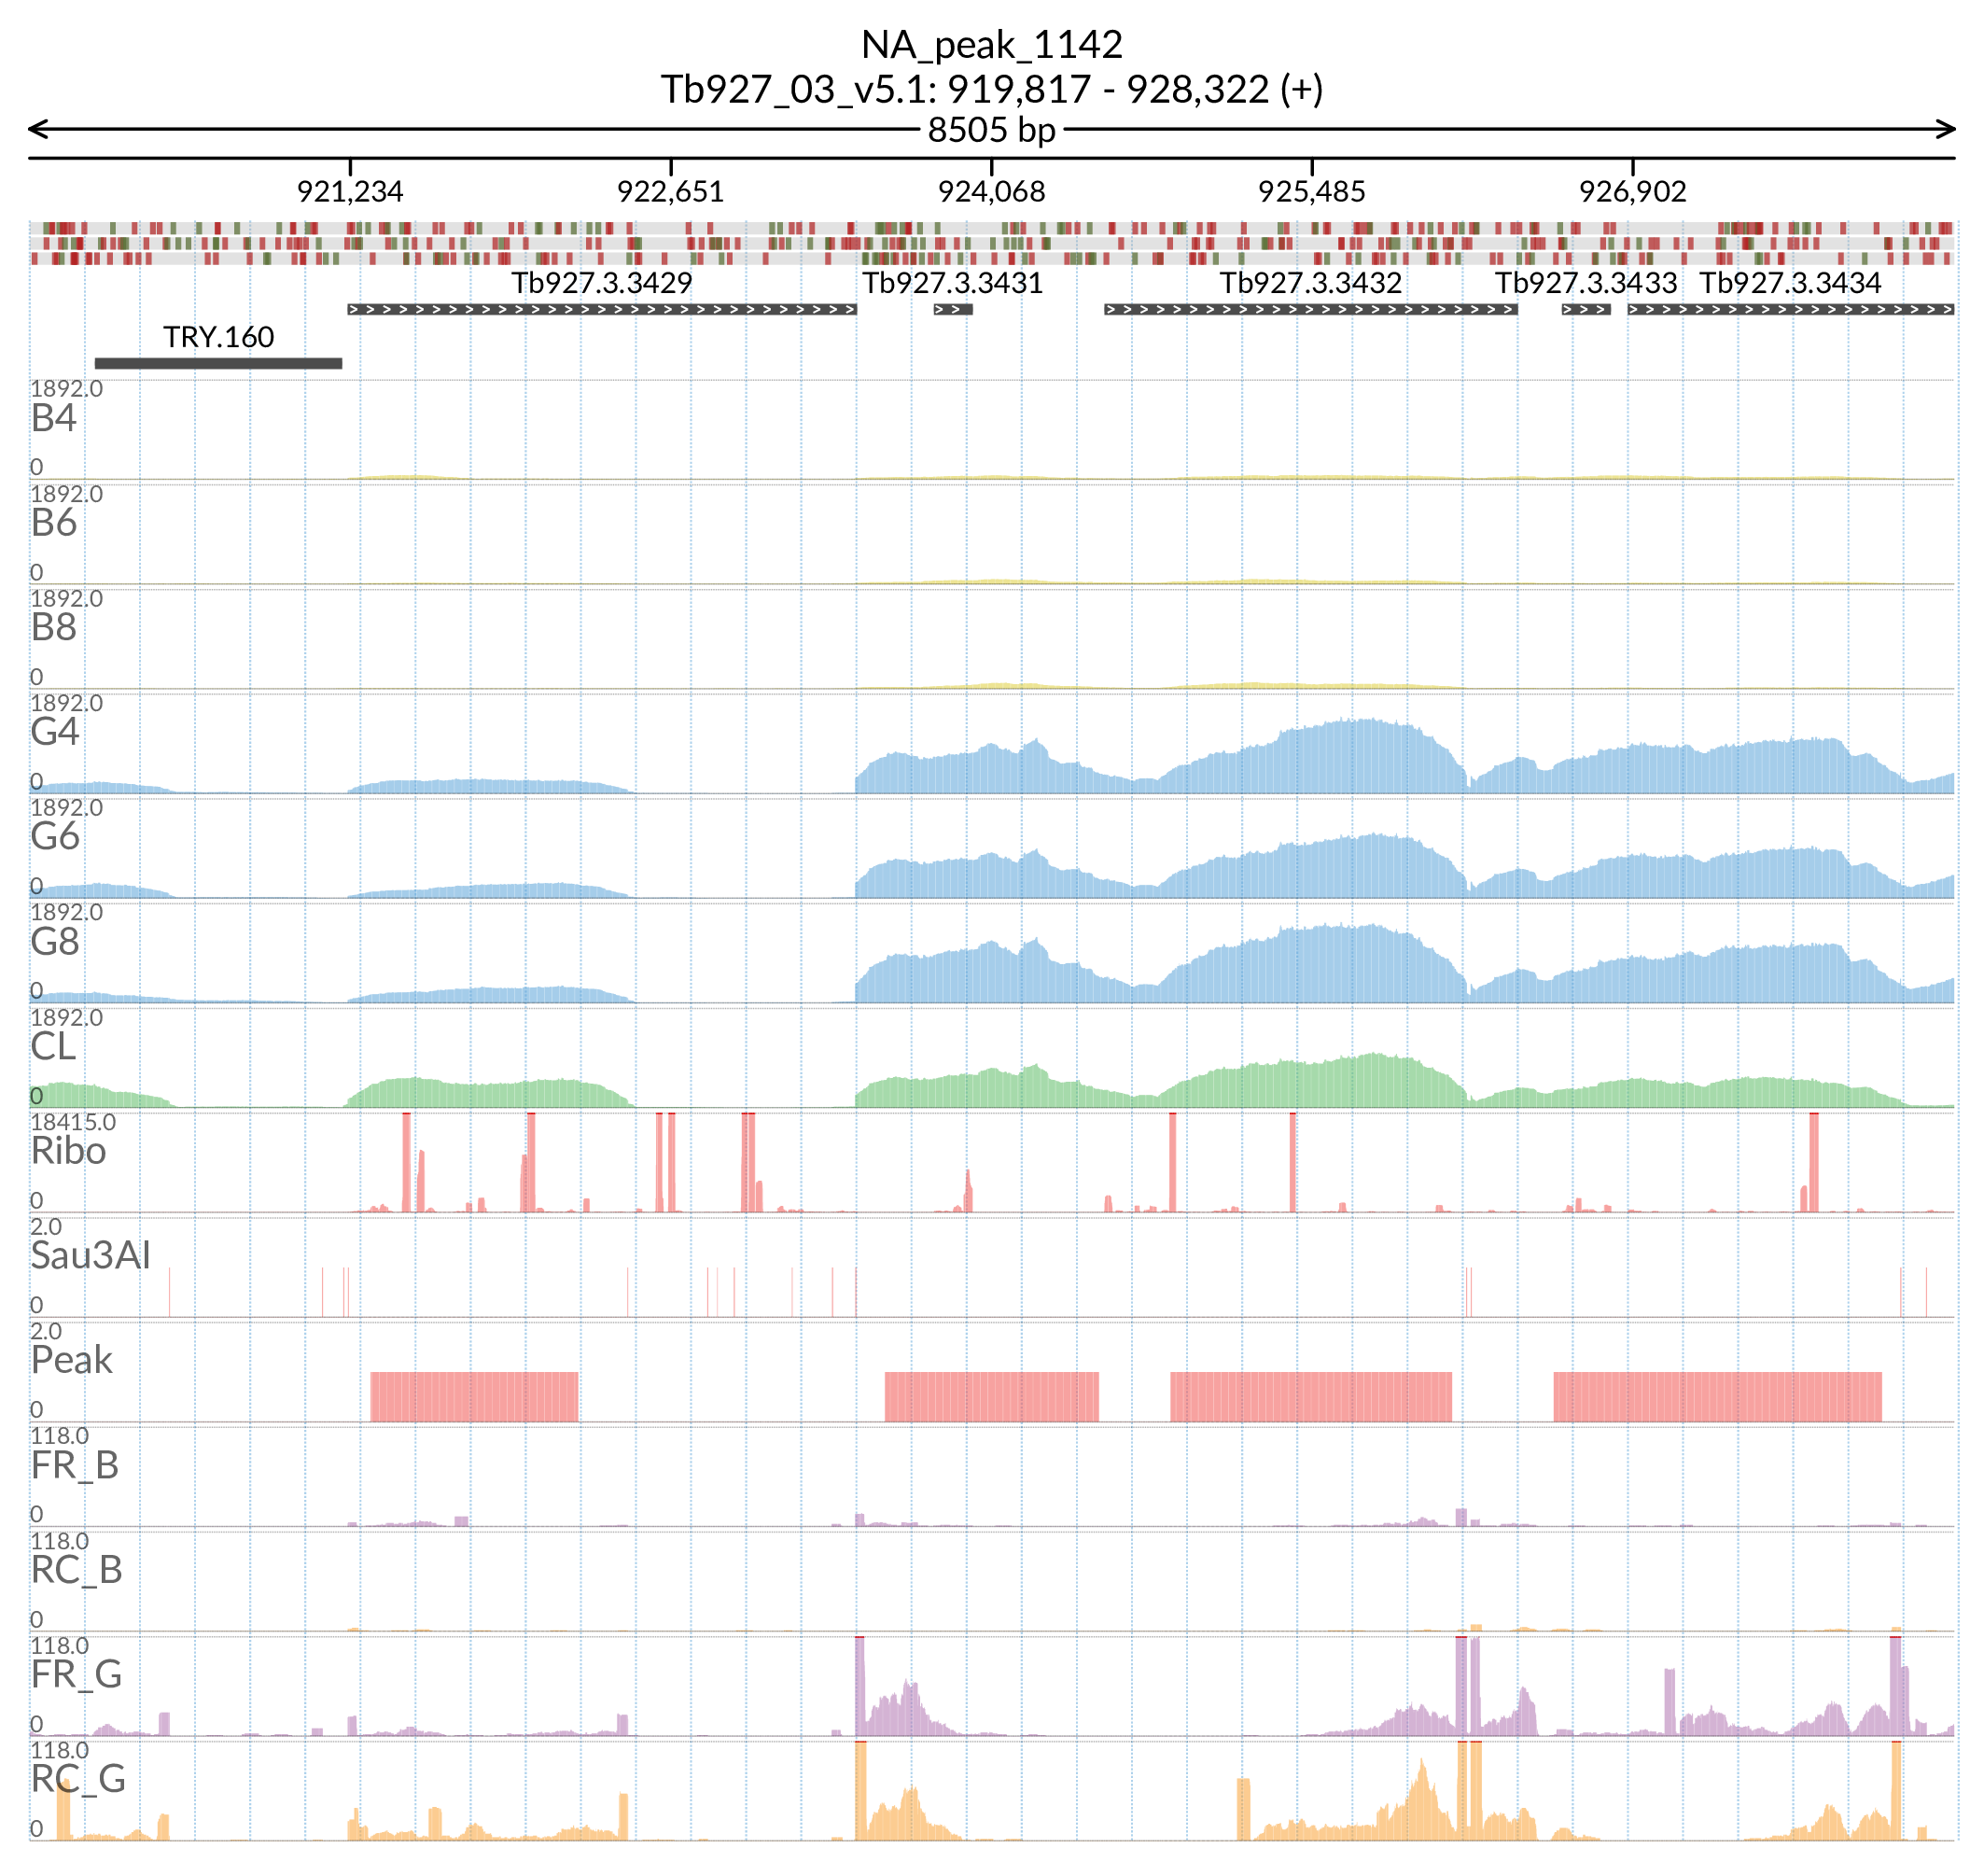 NA_peak_1142
Tb927_03_v5.1: 919,817 - 928,322 (+)
8505 bp
921,234 922,651 924,068 925,485 926,902
Tb927.3.3429 Tb927.3.3431 Tb927.3.3432 Tb927.3.3433 Tb927.3.3434
TRY.160
1892.0
B4
0
1892.0
B6
0
1892.0
B8
0
1892.0
G4
0
1892.0
G6
0
1892.0
G8
0
1892.0
CL
0
18415.0
Ribo
0
2.0
Sau3AI
0
2.0
Peak
0
118.0
FR_B
0
118.0
RC_B
0
118.0
FR_G
0
118.0
RC_G
0